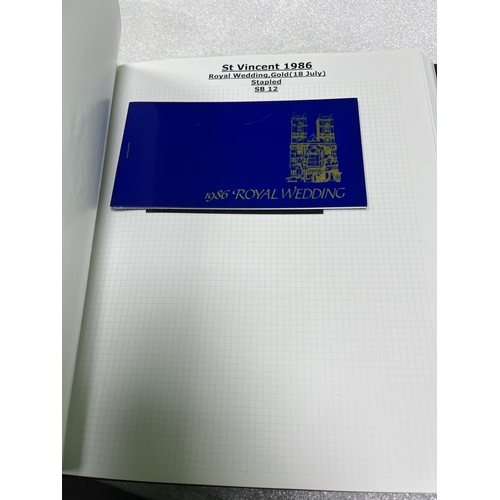 St Vincent 1986
Royal Wedding,Gold(18 July)
Stapled
SB 12
1986 ROYAL WEDDING